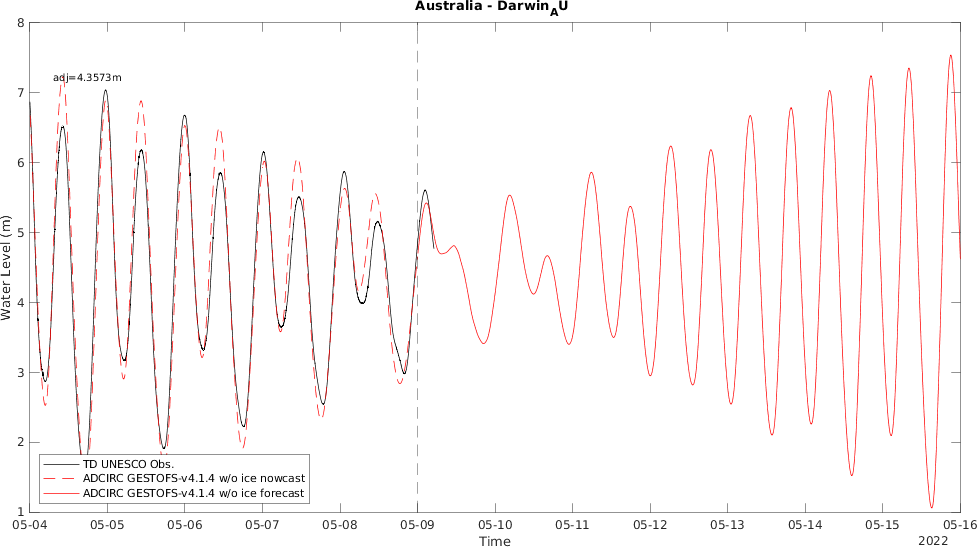 Australia - Darwin_AU
adj=4.3573m
8
7
6
5
4
3
2
1
Water Level (m)
TD UNESCO Obs.
ADCIRC GESTOFS-v4.1.4 w/o ice nowcast
ADCIRC GESTOFS-v4.1.4 w/o ice forecast
05-04 05-05 05-06 05-07 05-08 05-09 05-10 05-11 05-12 05-13 05-14 05-15 05-16
Time
2022